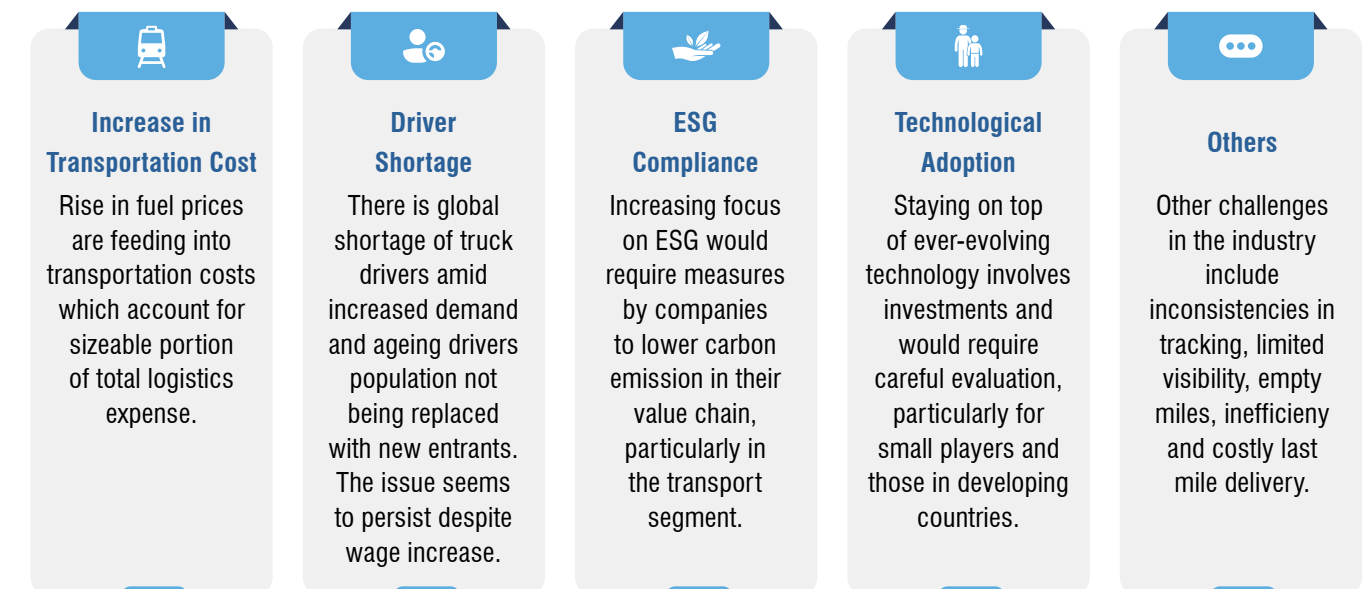 Increase in
Transportation Cost
Rise in fuel prices
are feeding into
transportation costs
which account for
sizeable portion
of total logistics
expense.
Driver
Shortage
There is global
shortage of truck
drivers amid
increased demand
and ageing drivers
population not
being replaced
with new entrants.
The issue seems
to persist despite
wage increase.
ESG
Compliance
Increasing focus
on ESG would
require measures
by companies
to lower carbon
emission in their
value chain,
particularly in
the transport
segment.
Technological
Adoption
Staying on top
of ever-evolving
technology involves
investments and
would require
careful evaluation,
particularly for
small players and
those in developing
countries.
Others
Other challenges
in the industry
include
inconsistencies in
tracking, limited
visibility, empty
miles, inefficieny
and costly last
mile delivery.